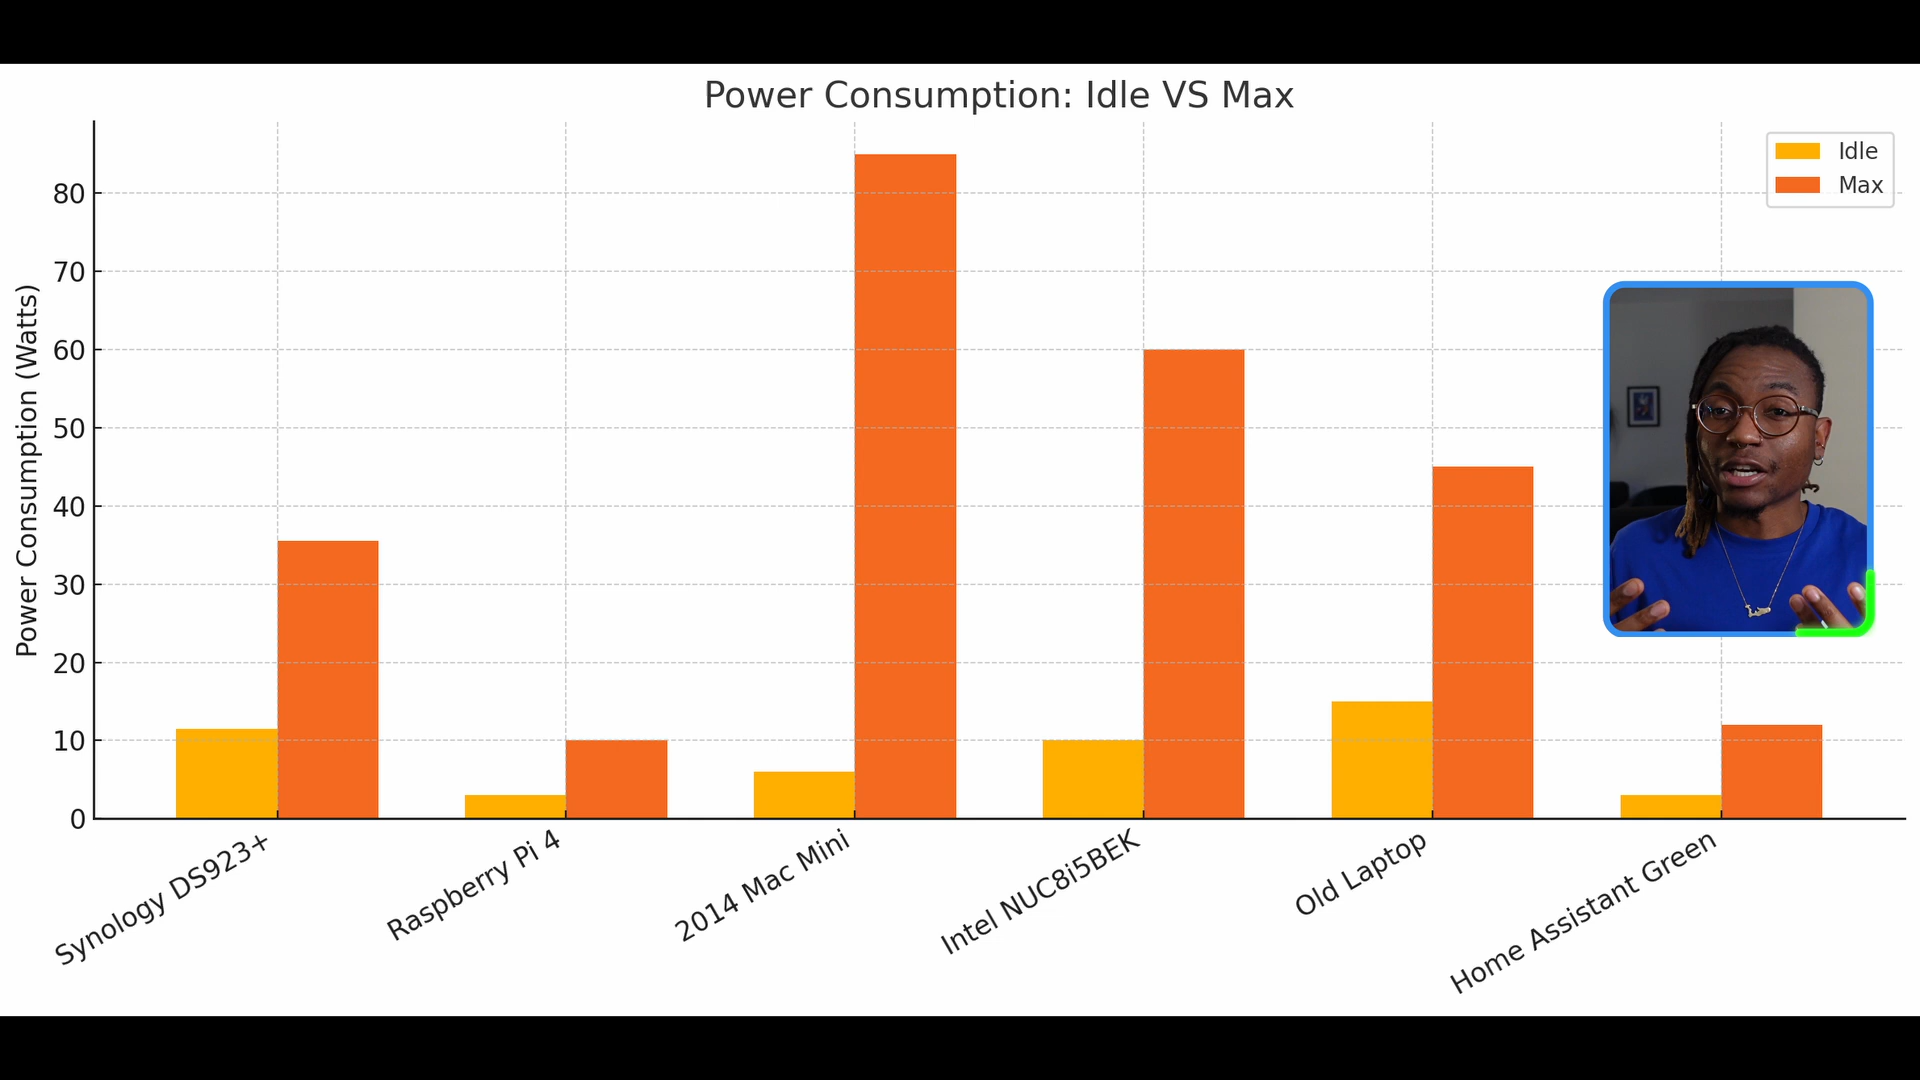 Power Consumption: Idle VS Max
Idle
Max
Power Consumption (Watts)
80
70
60
50
40
30
20
10
0
Synology DS923+
Raspberry Pi 4
2014 Mac Mini
Intel NUC8i5BEK
Old Laptop
Home Assistant Green